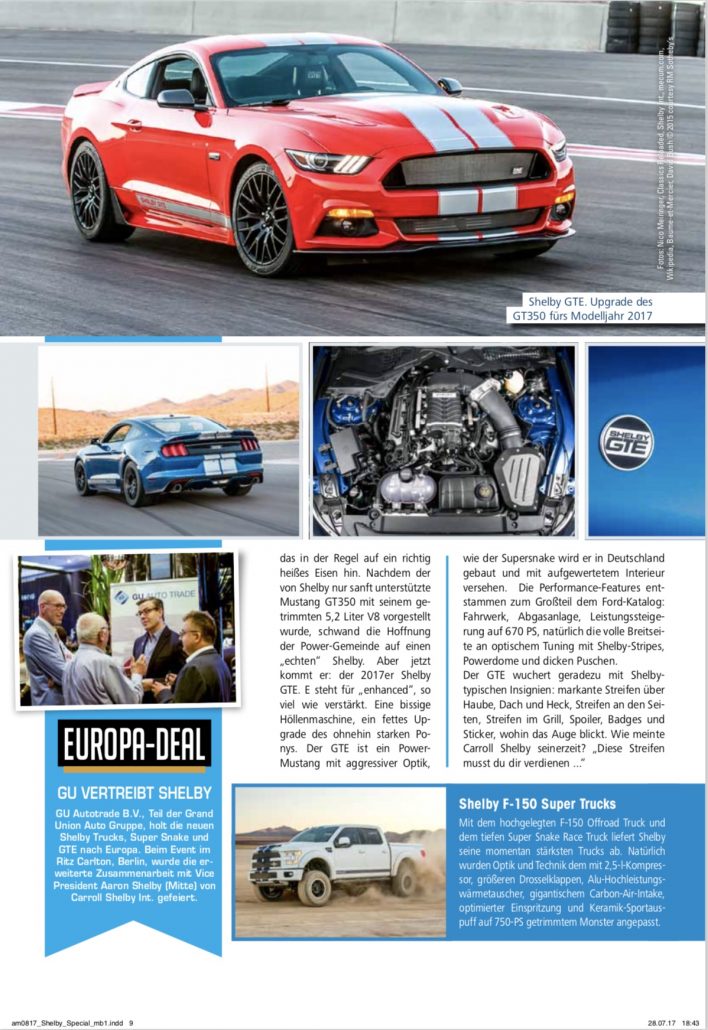 Fotos: Nico Meiringer, Classics Reloaded, Shelby Int., mecum.com,
Wikipedia, Baume-et-Mercier, David Bush © 2015 courtesy RM Sotheby's
SHELBY GTE
Shelby GTE. Upgrade des
GT350 fürs Modelljahr 2017
SHELBY
GTE
GU AUTO TRADE
das in der Regel auf ein richtig
heißes Eisen hin. Nachdem der
von Shelby nur sanft unterstützte
Mustang GT350 mit seinem ge-
trimmten 5,2 Liter V8 vorgestellt
wurde, schwand die Hoffnung
der Power-Gemeinde auf einen
„echten“ Shelby. Aber jetzt
kommt er: der 2017er Shelby
GTE. E steht für „enhanced“, so
viel wie verstärkt. Eine bissige
Höllenmaschine, ein fettes Up-
grade des ohnehin starken Po-
nys. Der GTE ist ein Power-
Mustang mit aggressiver Optik,
wie der Supersnake wird er in Deutschland
gebaut und mit aufgewertetem Interieur
versehen. Die Performance-Features ent-
stammen zum Großteil dem Ford-Katalog:
Fahrwerk, Abgasanlage, Leistungssteige-
rung auf 670 PS, natürlich die volle Breitsei-
te an optischem Tuning mit Shelby-Stripes,
Powerdome und dicken Puschen.
Der GTE wuchert geradezu mit Shelby-
typischen Insignien: markante Streifen über
Haube, Dach und Heck, Streifen an den Sei-
ten, Streifen im Grill, Spoiler, Badges und
Sticker, wohin das Auge blickt. Wie meinte
Carroll Shelby seinerzeit? „Diese Streifen
musst du dir verdienen ...“
EUROPA-DEAL
GU VERTREIBT SHELBY
GU Autotrade B.V., Teil der Grand
Union Auto Gruppe, holt die neuen
Shelby Trucks, Super Snake und
GTE nach Europa. Beim Event im
Ritz Carlton, Berlin, wurde die er-
weiterte Zusammenarbeit mit Vice
President Aaron Shelby (Mitte) von
Carroll Shelby Int. gefeiert.
Shelby F-150 Super Trucks
Mit dem hochgelegten F-150 Offroad Truck und
dem tiefen Super Snake Race Truck liefert Shelby
seine momentan stärksten Trucks ab. Natürlich
wurden Optik und Technik dem mit 2,5-l-Kompres-
sor, größeren Drosselklappen, Alu-Hochleistungs-
wärmetauscher, gigantischem Carbon-Air-Intake,
optimierter Einspritzung und Keramik-Sportaus-
puff auf 750-PS getrimmtem Monster angepasst.
am0817_Shelby_Special_mb1.indd 9
28.07.17 18:43